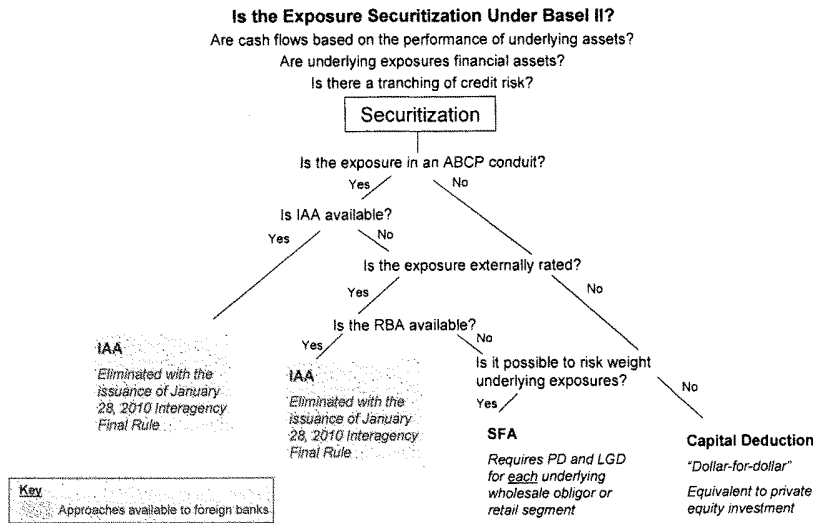 Is the Exposure Securitization Under Basel II?
Are cash flows based on the performance of underlying assets?
Are underlying exposures financial assets?
Is there a tranching of credit risk?
Securitization
Is the exposure in an ABCP conduit?
Yes
No
Is IAA available?
Yes
No
Is the exposure externally rated?
Yes
No
Is the RBA available?
Yes
No
Is it possible to risk weight
underlying exposures?
Yes
No
IAA
Eliminated with the
issuance of January
28, 2010 Interagency
Final Rule
IAA
Eliminated with the
issuance of January
28, 2010 Interagency
Final Rule
SFA
Requires PD and LGD
for each underlying
wholesale obligor or
retail segment
Capital Deduction
"Dollar-for-dollar"
Equivalent to private
equity investment
Key
Approaches available to foreign banks